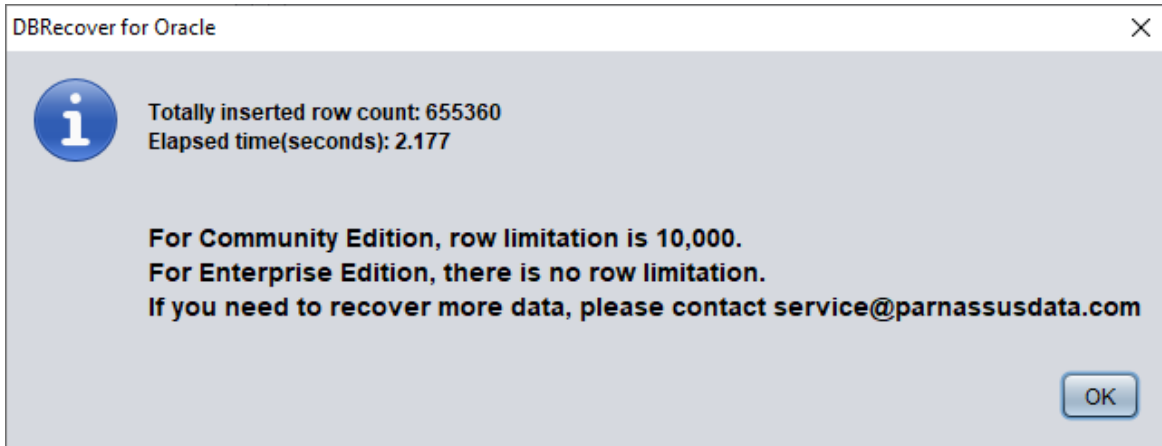 DBRecover for Oracle
Totally inserted row count: 655360
Elapsed time(seconds): 2.177
For Community Edition, row limitation is 10,000.
For Enterprise Edition, there is no row limitation.
If you need to recover more data, please contact service@parnassusdata.com
OK